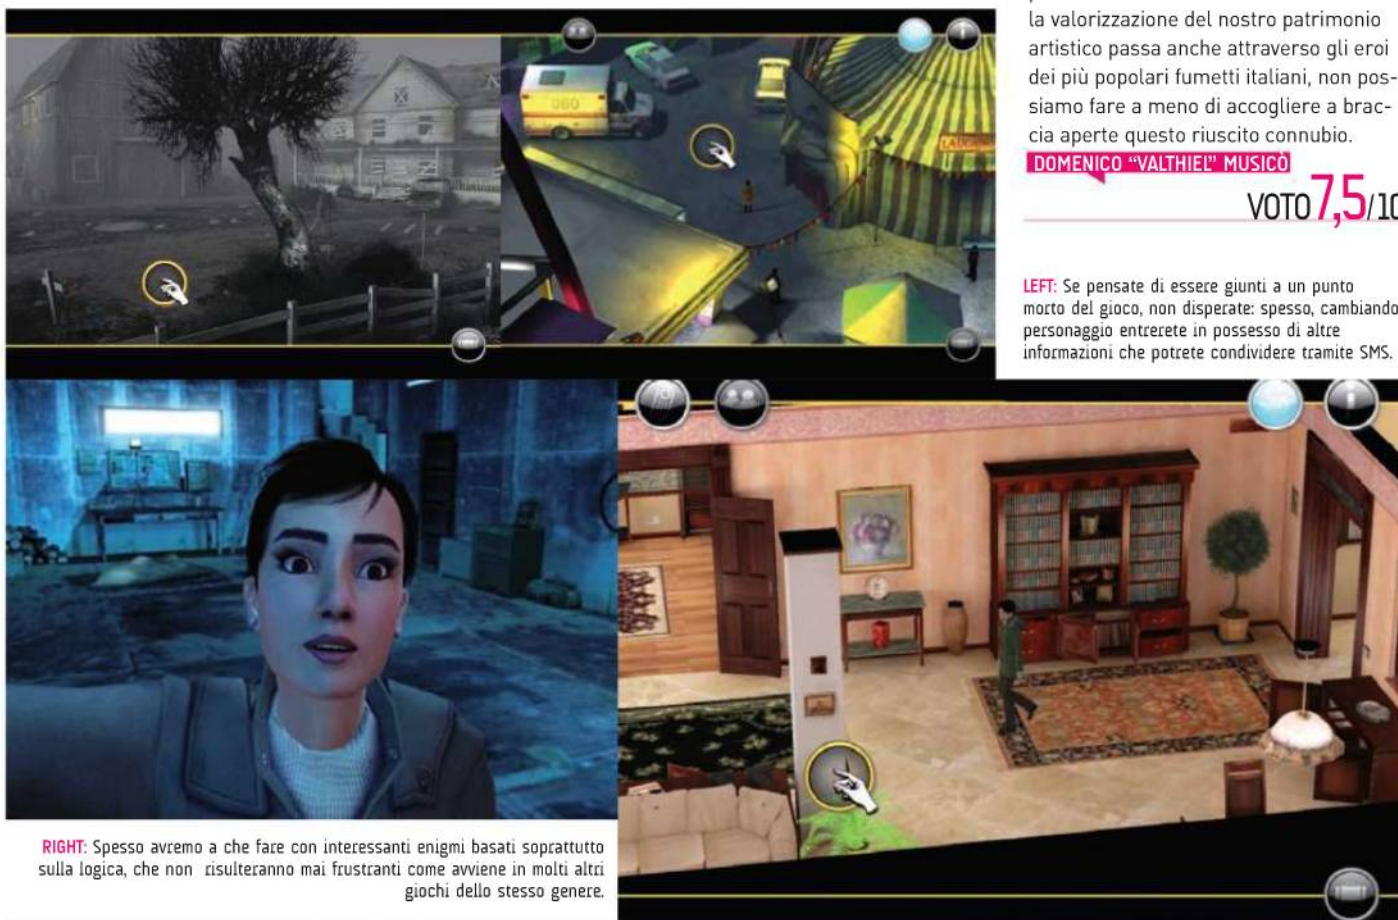 la valorizzazione del nostro patrimonio
artistico passa anche attraverso gli eroi
dei più popolari fumetti italiani, non pos-
siamo fare a meno di accogliere a brac-
cia aperte questo riuscito connubio.
DOMENICO “VALTHIEL” MUSICÒ
VOTO 7,5/10
LEFT: Se pensate di essere giunti a un punto
morto del gioco, non disperate: spesso, cambiando
personaggio entrerete in possesso di altre
informazioni che potrete condividere tramite SMS.
RIGHT: Spesso avremo a che fare con interessanti enigmi basati soprattutto
sulla logica, che non risulteranno mai frustranti come avviene in molti altri
giochi dello stesso genere.